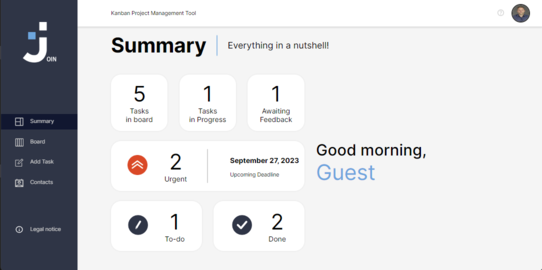 Kanban Project Management Tool
JOIN
Summary
Board
Add Task
Contacts
Legal notice
Summary
Everything in a nutshell!
5
Tasks
in board
1
Tasks
in Progress
1
Awaiting
Feedback
2
Urgent
September 27, 2023
Upcoming Deadline
1
To-do
2
Done
Good morning,
Guest